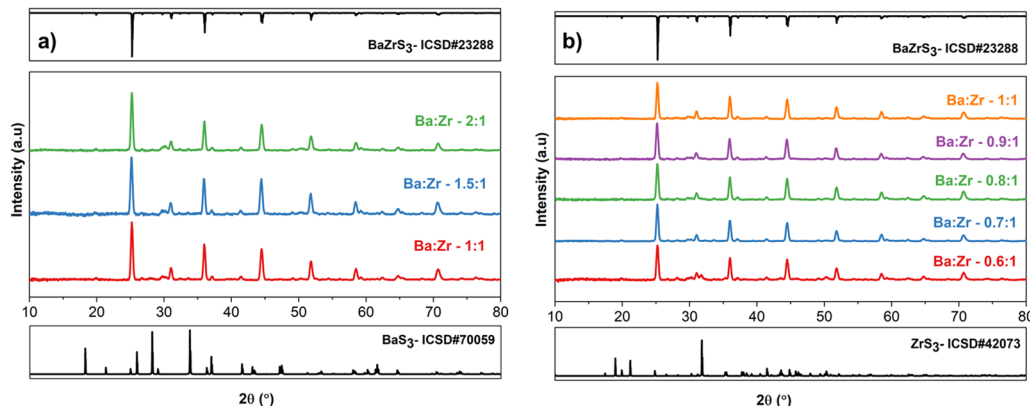 a)
BaZrS3- ICSD#23288
Intensity (a.u)
Ba:Zr - 2:1
Ba:Zr - 1.5:1
Ba:Zr - 1:1
10 20 30 40 50 60 70 80
BaS3- ICSD#70059
2θ (°)
b)
BaZrS3- ICSD#23288
Intensity (a.u)
Ba:Zr - 1:1
Ba:Zr - 0.9:1
Ba:Zr - 0.8:1
Ba:Zr - 0.7:1
Ba:Zr - 0.6:1
10 20 30 40 50 60 70 80
ZrS3- ICSD#42073
2θ (°)